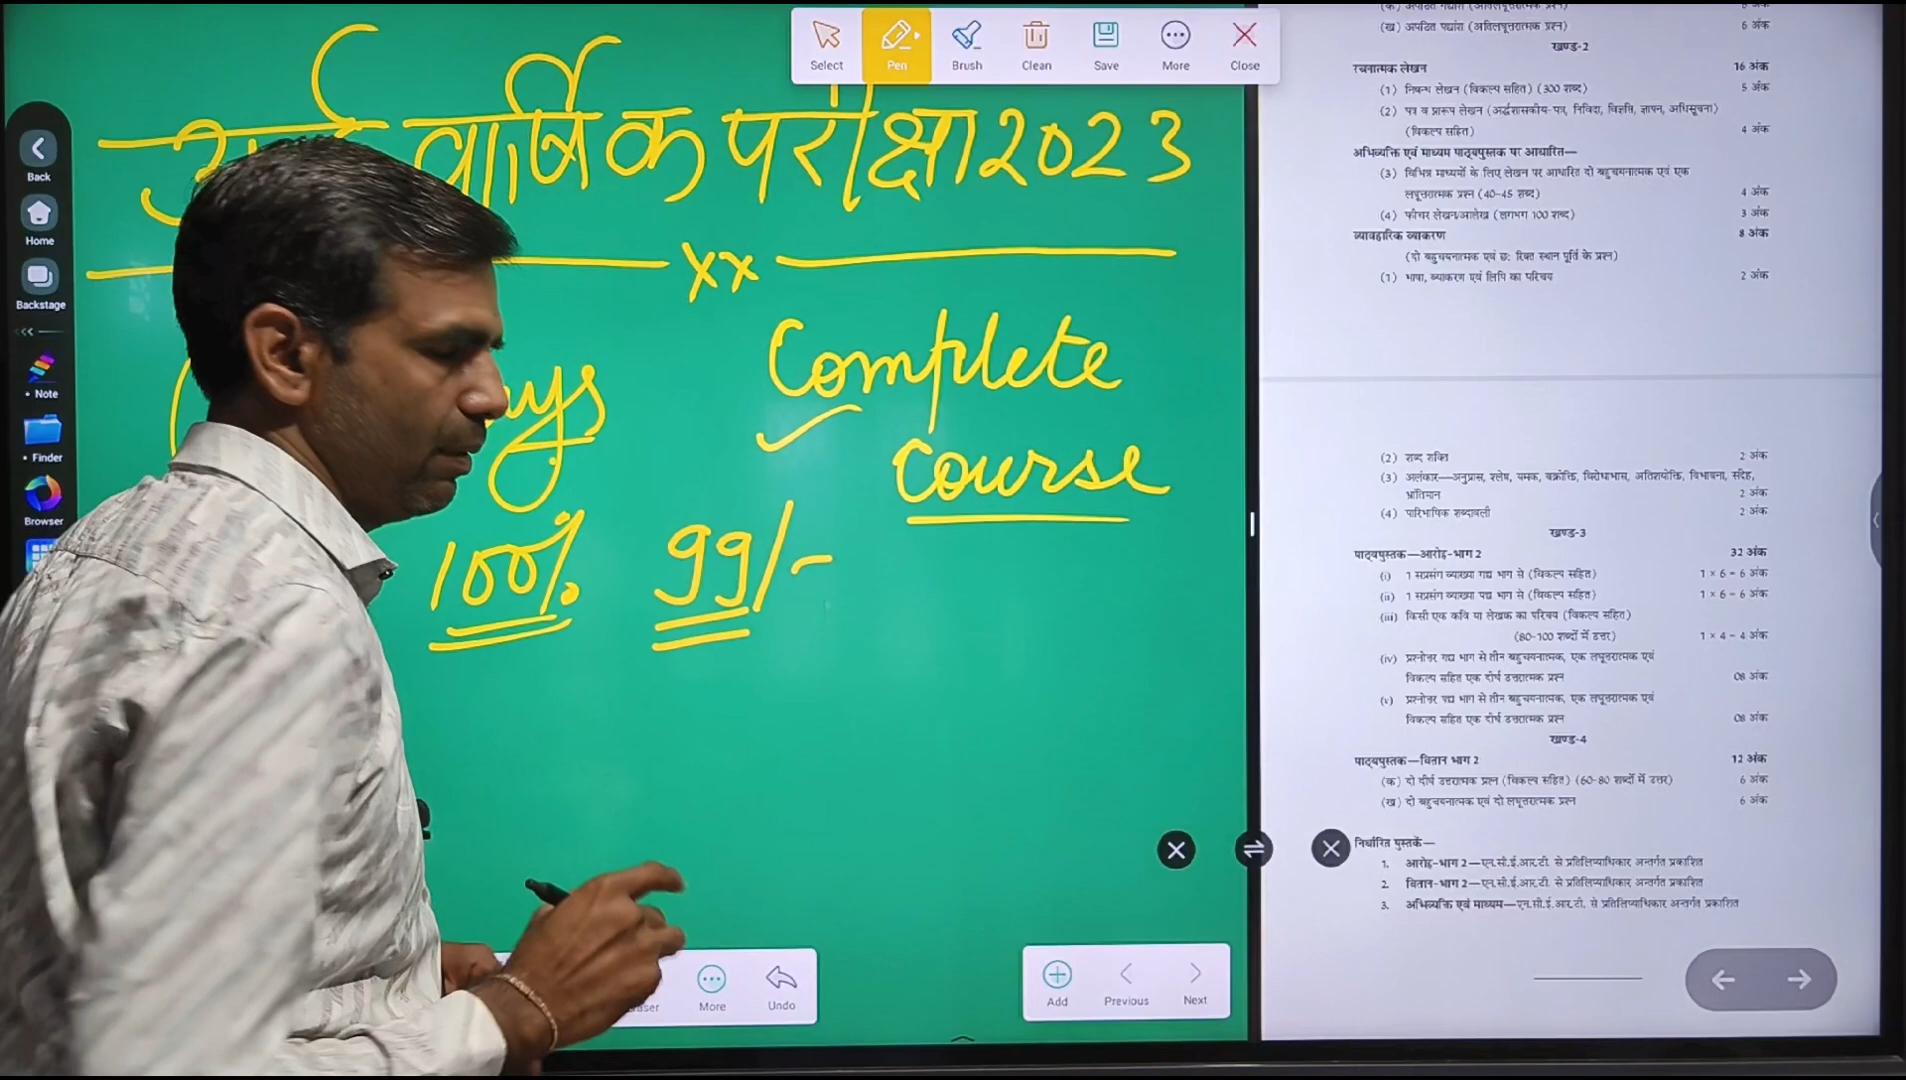 Select
Pen
Brush
Clean
Save
More
Close
Back
Home
Backstage
Note
Finder
Browser
वार्षिक परीक्षा २023
xx
Complete
Course
100%
99/-
More
Undo
Add
Previous
Next
(ख) अपठित पद्यांश (अतिलघूत्तरात्मक प्रश्न) 6 अंक
खण्ड-2
रचनात्मक लेखन 16 अंक
(1) निबन्ध लेखन (विकल्प सहित) (300 शब्द) 5 अंक
(2) पत्र व प्रारूप लेखन (अर्द्धशासकीय-पत्र, निविदा, विज्ञप्ति, ज्ञापन, अधिसूचना)
(विकल्प सहित) 4 अंक
अभिव्यक्ति एवं माध्यम पाठ्यपुस्तक पर आधारित—
(3) विभिन्न माध्यमों के लिए लेखन पर आधारित दो बहुचयनात्मक एवं एक
लघूत्तरात्मक प्रश्न (40-45 शब्द) 4 अंक
(4) फीचर लेखन/आलेख (लगभग 100 शब्द) 3 अंक
व्यावहारिक व्याकरण 8 अंक
(दो बहुचयनात्मक एवं छः रिक्त स्थान पूर्ति के प्रश्न)
(1) भाषा, व्याकरण एवं लिपि का परिचय 2 अंक
(2) शब्द शक्ति 2 अंक
(3) अलंकार—अनुप्रास, श्लेष, यमक, वक्रोक्ति, विरोधाभास, अतिशयोक्ति, विभावना, संदेह,
भ्रांतिमान 2 अंक
(4) पारिभाषिक शब्दावली 2 अंक
खण्ड-3
पाठ्यपुस्तक—आरोह-भाग 2 32 अंक
(i) 1 सप्रसंग व्याख्या गद्य भाग से (विकल्प सहित) 1 × 6 = 6 अंक
(ii) 1 सप्रसंग व्याख्या पद्य भाग से (विकल्प सहित) 1 × 6 = 6 अंक
(iii) किसी एक कवि या लेखक का परिचय (विकल्प सहित)
(80-100 शब्दों में उत्तर) 1 × 4 = 4 अंक
(iv) प्रश्नोत्तर गद्य भाग से तीन बहुचयनात्मक, एक लघूत्तरात्मक एवं
विकल्प सहित एक दीर्घ उत्तरात्मक प्रश्न 08 अंक
(v) प्रश्नोत्तर पद्य भाग से तीन बहुचयनात्मक, एक लघूत्तरात्मक एवं
विकल्प सहित एक दीर्घ उत्तरात्मक प्रश्न 08 अंक
खण्ड-4
पाठ्यपुस्तक—वितान भाग 2 12 अंक
(क) दो दीर्घ उत्तरात्मक प्रश्न (विकल्प सहित) (60-80 शब्दों में उत्तर) 6 अंक
(ख) दो बहुचयनात्मक एवं दो लघूत्तरात्मक प्रश्न 6 अंक
निर्धारित पुस्तकें—
1. आरोह-भाग 2—एन.सी.ई.आर.टी. से प्रतिलिप्याधिकार अन्तर्गत प्रकाशित
2. वितान-भाग 2—एन.सी.ई.आर.टी. से प्रतिलिप्याधिकार अन्तर्गत प्रकाशित
3. अभिव्यक्ति एवं माध्यम—एन.सी.ई.आर.टी. से प्रतिलिप्याधिकार अन्तर्गत प्रकाशित